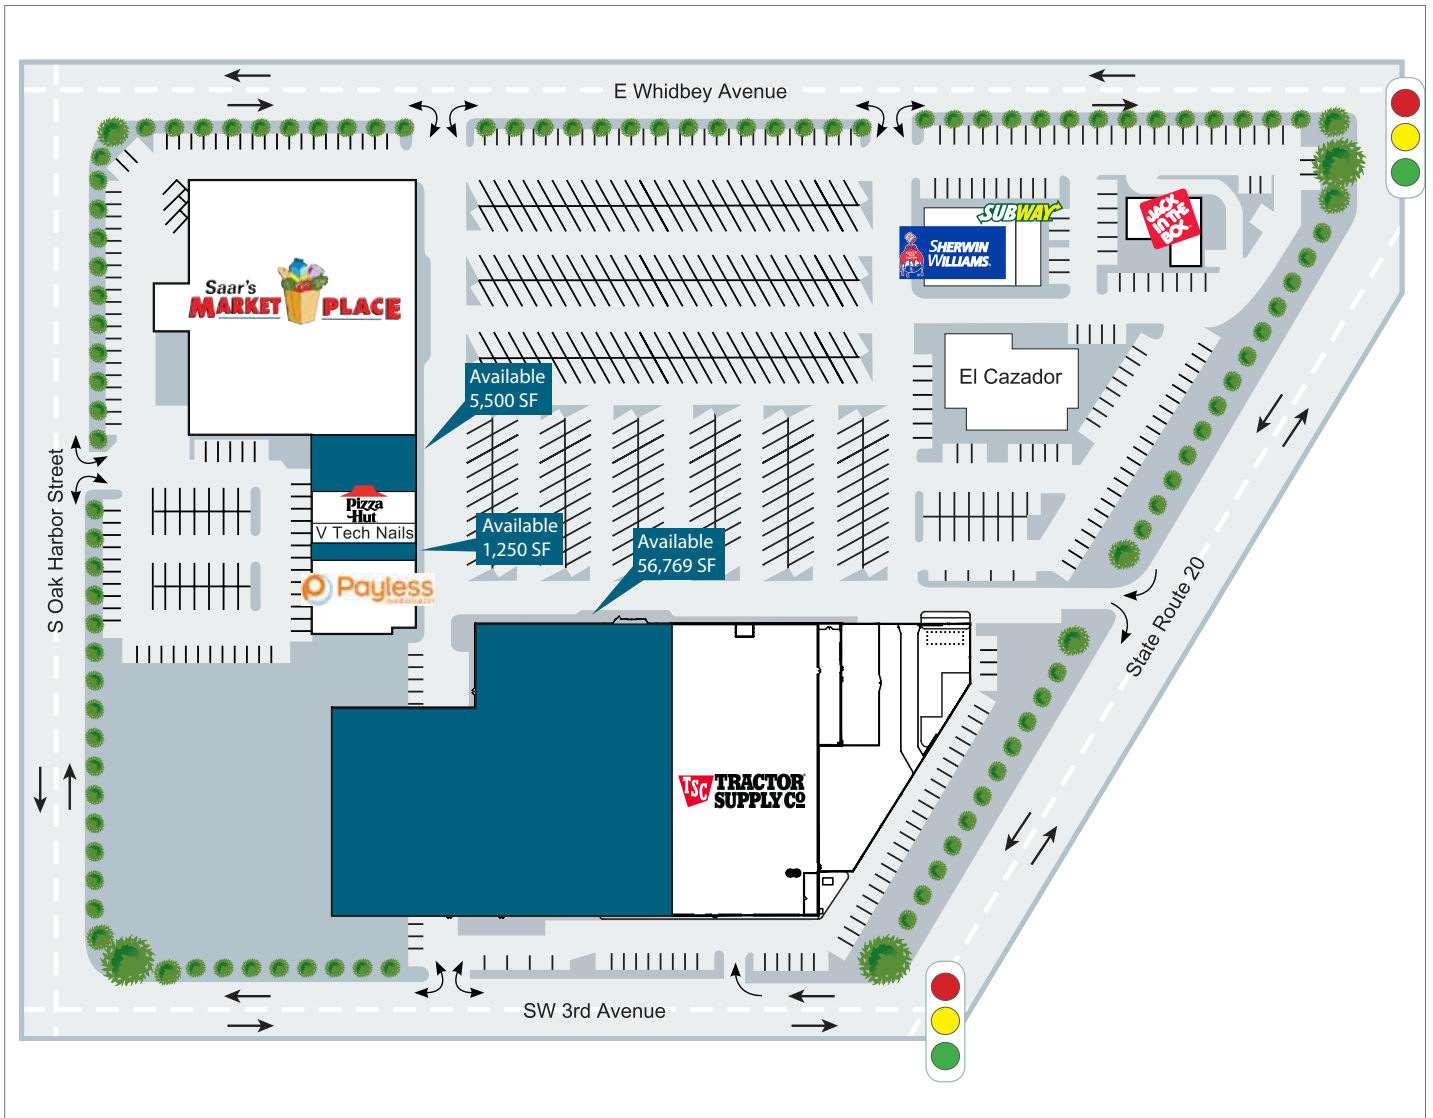 E Whidbey Avenue
SUBWAY
SHERWIN
WILLIAMS.
JACK
IN THE
BOX
Saar's
MARKET PLACE
Available
5,500 SF
El Cazador
S Oak Harbor Street
Pizza
Hut
V Tech Nails
Available
1,250 SF
Available
56,769 SF
Payless
State Route 20
TSC TRACTOR
SUPPLY CO
SW 3rd Avenue